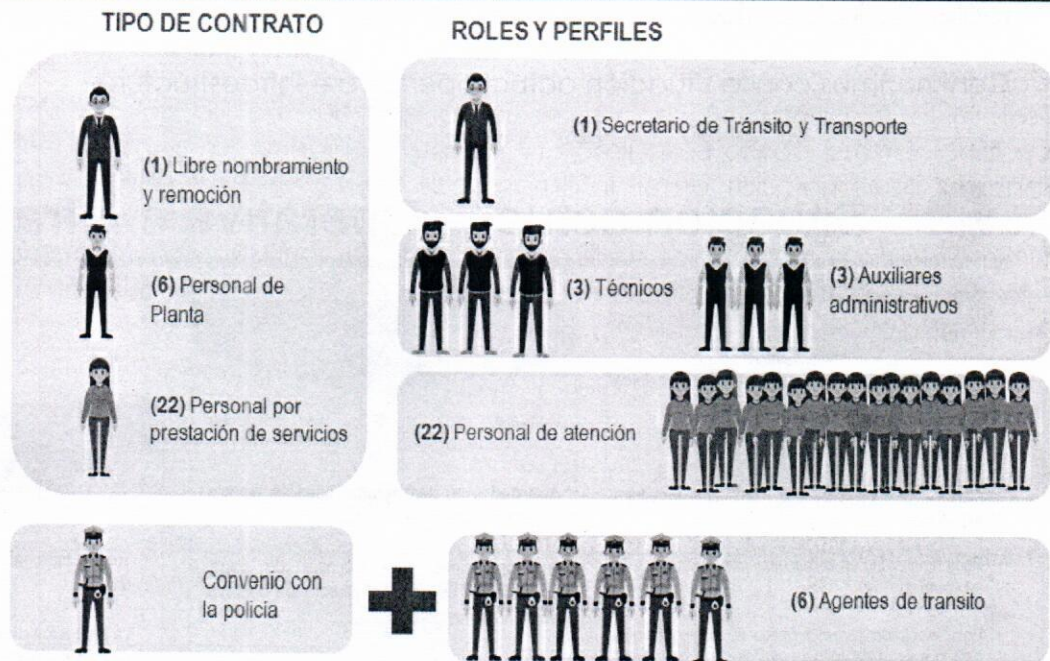 TIPO DE CONTRATO
ROLES Y PERFILES
(1) Libre nombramiento
y remoción
(1) Secretario de Tránsito y Transporte
(6) Personal de
Planta
(3) Técnicos
(3) Auxiliares
administrativos
(22) Personal por
prestación de servicios
(22) Personal de atención
Convenio con
la policia
(6) Agentes de transito